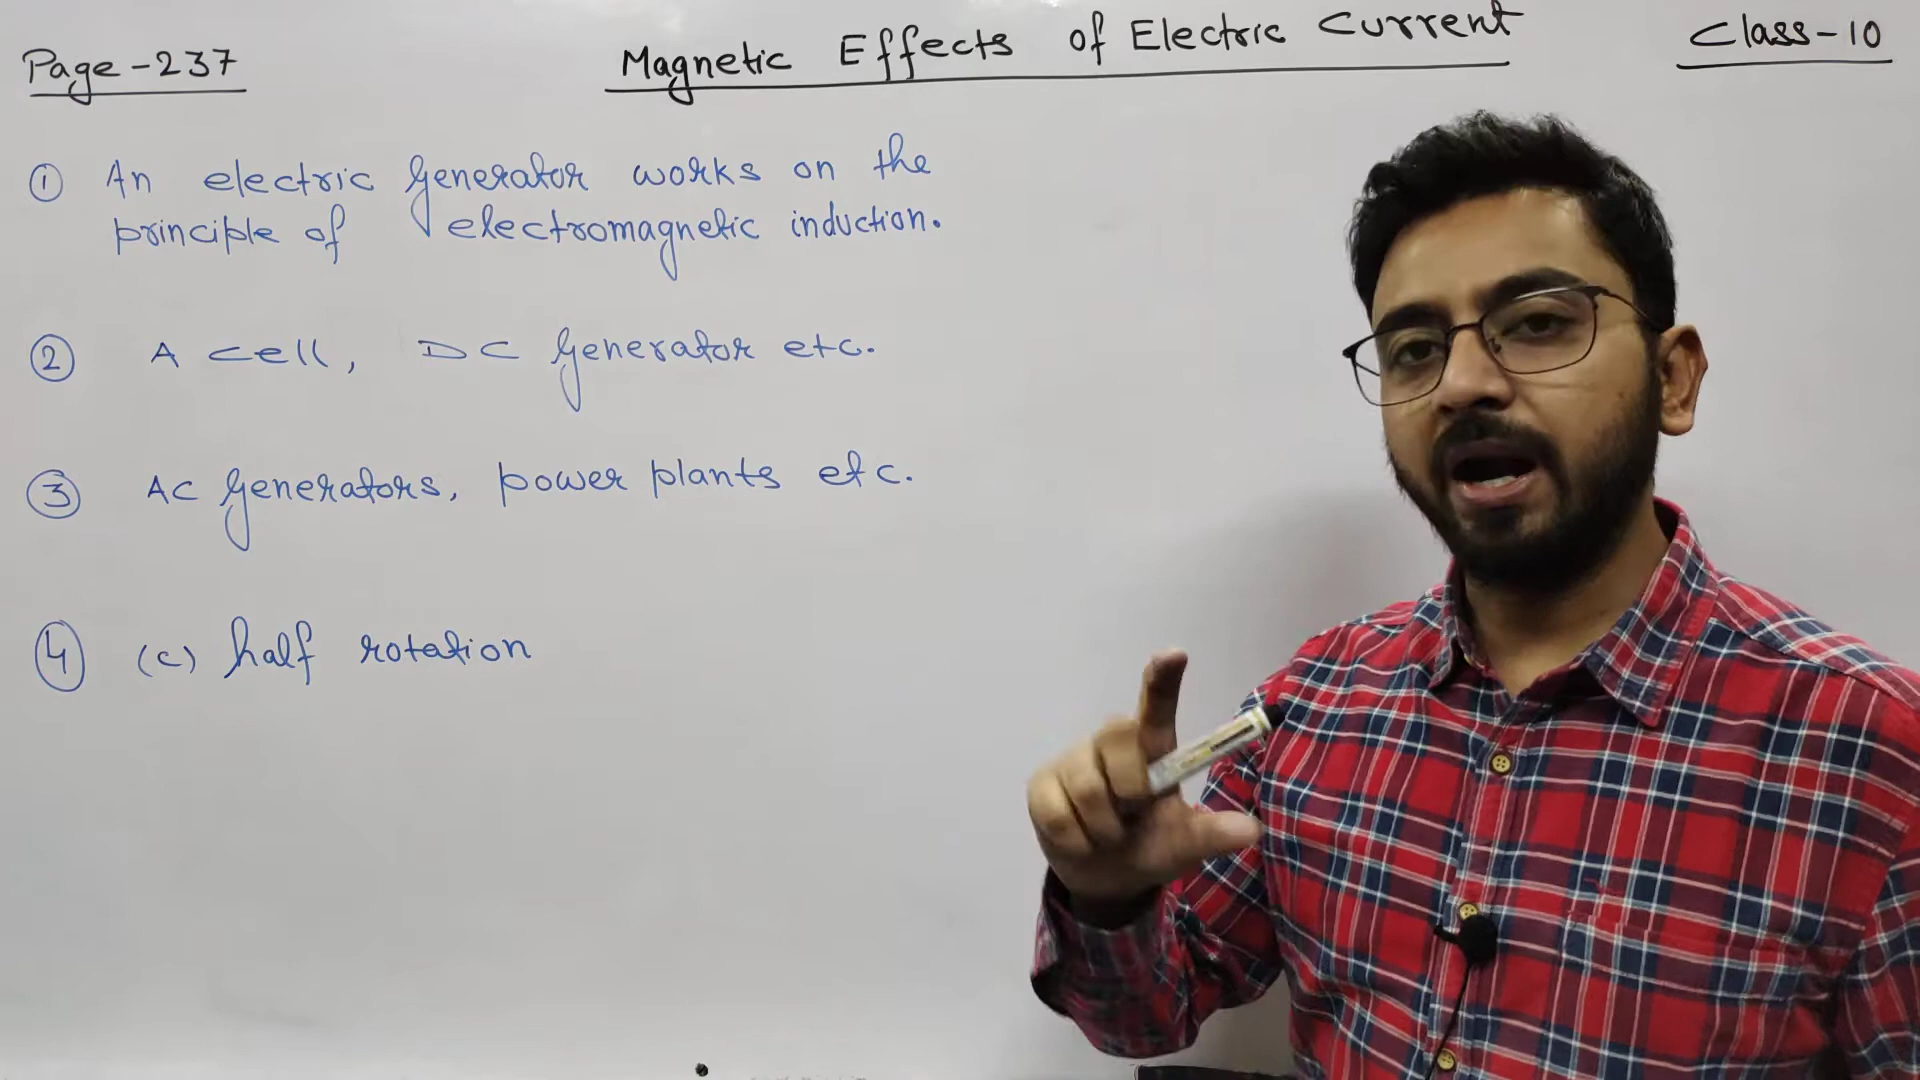 Page-237
Magnetic Effects of Electric Current
Class-10
① An electric generator works on the
principle of electromagnetic induction.
② A cell, DC Generator etc.
③ AC Generators, power plants etc.
④ (c) half rotation